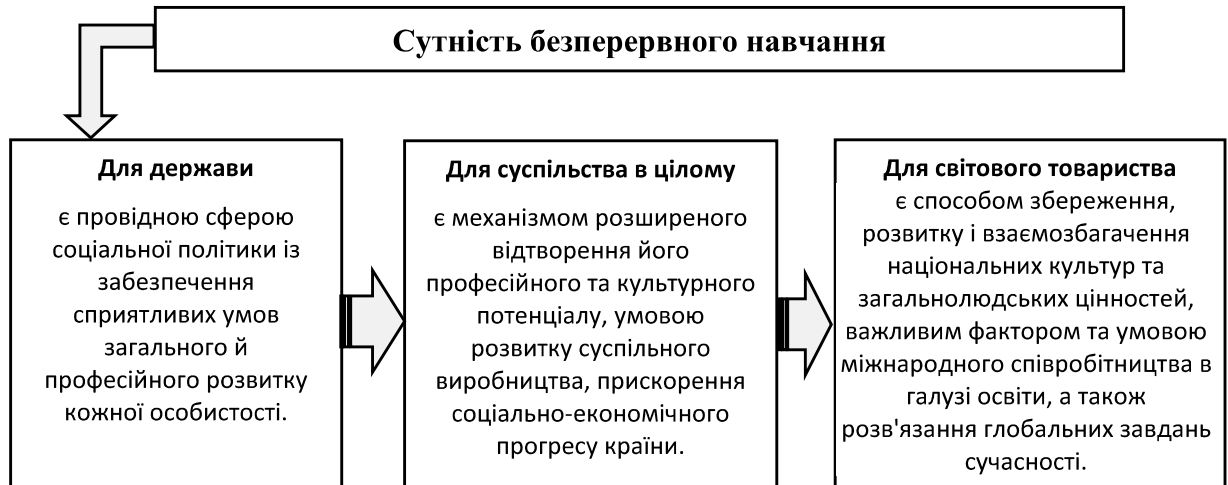 Сутність безперервного навчання
Для держави
є провідною сферою
соціальної політики із
забезпечення
сприятливих умов
загального й
професійного розвитку
кожної особистості.
Для суспільства в цілому
є механізмом розширеного
відтворення його
професійного та культурного
потенціалу, умовою
розвитку суспільного
виробництва, прискорення
соціально-економічного
прогресу країни.
Для світового товариства
є способом збереження,
розвитку і взаємозбагачення
національних культур та
загальнолюдських цінностей,
важливим фактором та умовою
міжнародного співробітництва в
галузі освіти, а також
розв'язання глобальних завдань
сучасності.